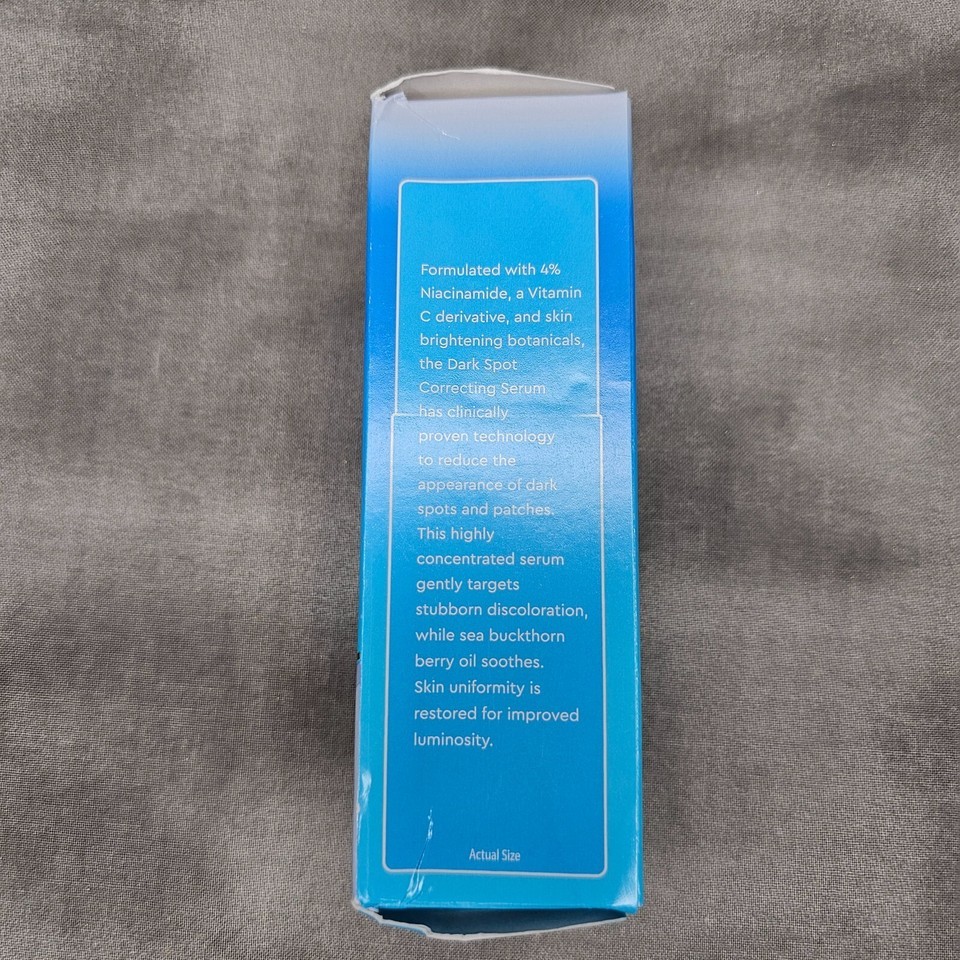 Formulated with 4%
Niacinamide, a Vitamin
C derivative, and skin
brightening botanicals,
the Dark Spot
Correcting Serum
has clinically
proven technology
to reduce the
appearance of dark
spots and patches.
This highly
concentrated serum
gently targets
stubborn discoloration,
while sea buckthorn
berry oil soothes.
Skin uniformity is
restored for improved
luminosity.
Actual Size